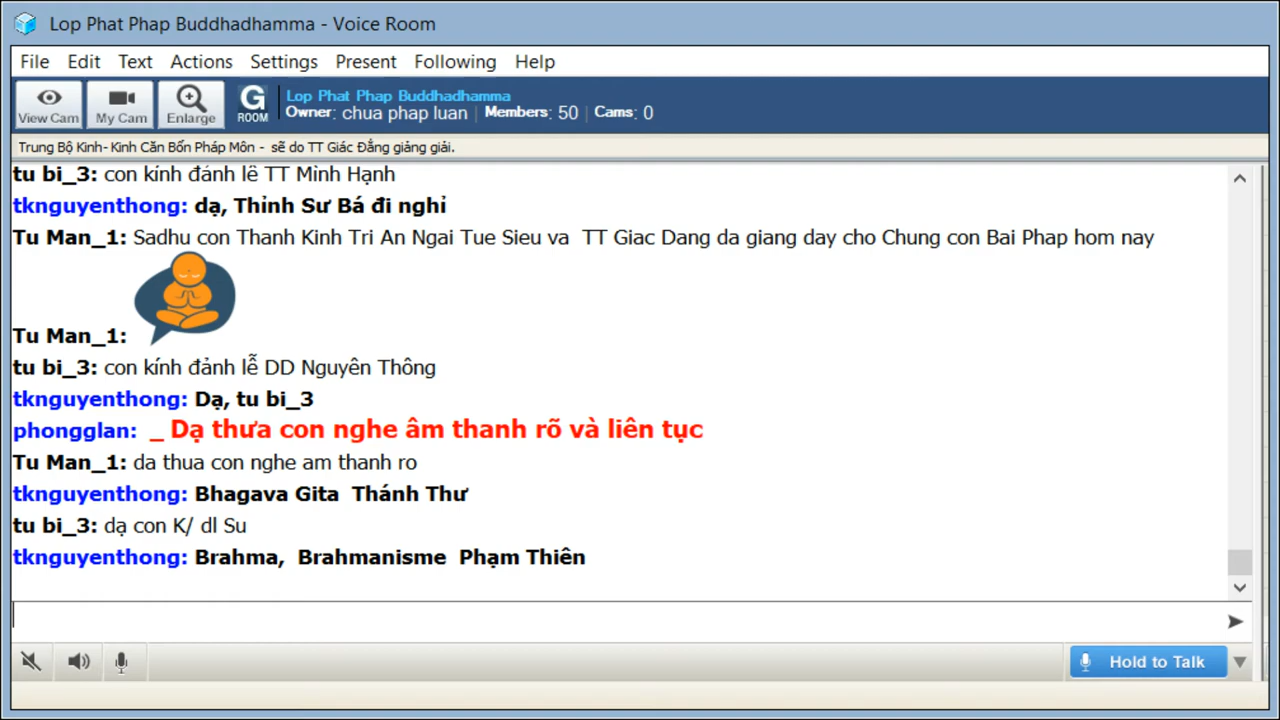 Lop Phat Phap Buddhadhamma - Voice Room
File Edit Text Actions Settings Present Following Help
View Cam My Cam Enlarge G ROOM Lop Phat Phap Buddhadhamma
Owner: chua phap luan | Members: 50 | Cams: 0
Trung Bộ Kinh- Kinh Căn Bổn Pháp Môn - sẽ do TT Giác Đẳng giảng giải.
tu bi_3: con kính đảnh lễ TT Minh Hạnh
tknguyenthong: dạ, Thỉnh Sư Bá đi nghỉ
Tu Man_1: Sadhu con Thanh Kinh Tri An Ngai Tue Sieu va TT Giac Dang da giang day cho Chung con Bai Phap hom nay
Tu Man_1:
tu bi_3: con kính đảnh lễ DD Nguyên Thông
tknguyenthong: Dạ, tu bi_3
phongglan: _ Dạ thưa con nghe âm thanh rõ và liên tục
Tu Man_1: da thua con nghe am thanh ro
tknguyenthong: Bhagava Gita Thánh Thư
tu bi_3: dạ con K/ dl Su
tknguyenthong: Brahma, Brahmanisme Phạm Thiên
Hold to Talk